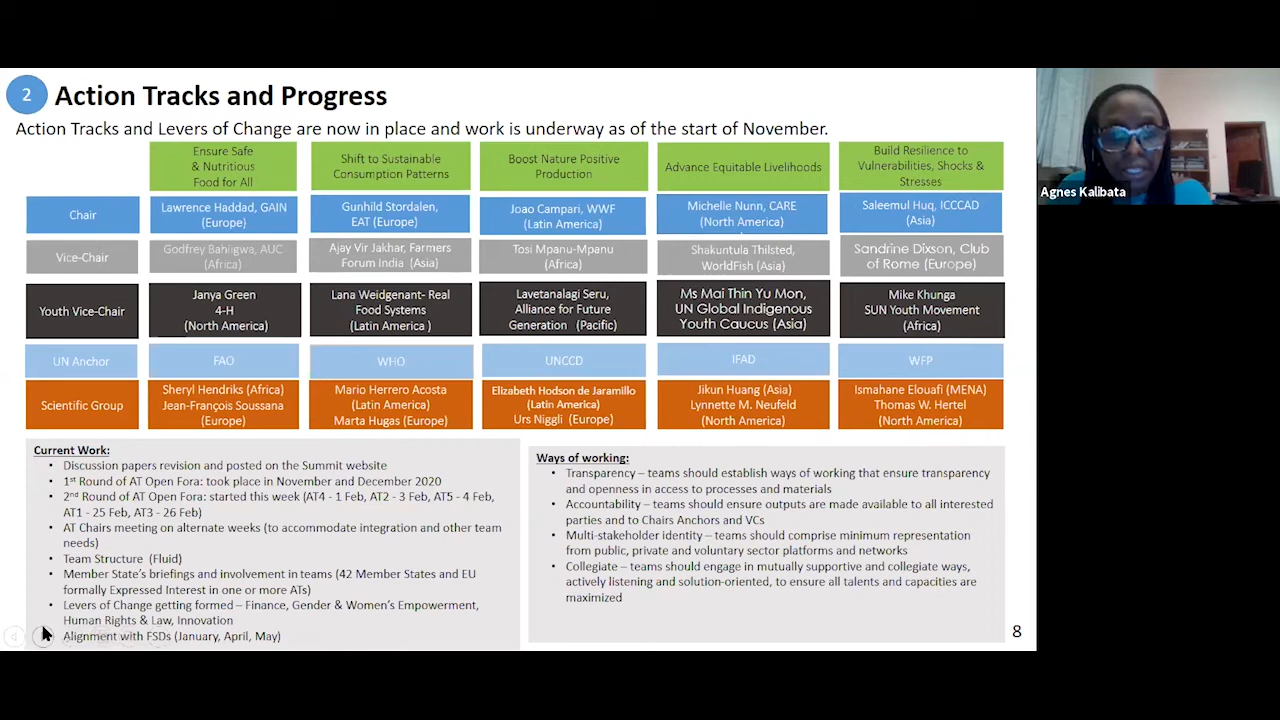 2
Action Tracks and Progress
Action Tracks and Levers of Change are now in place and work is underway as of the start of November.
Ensure Safe
& Nutritious
Food for All
Shift to Sustainable
Consumption Patterns
Boost Nature Positive
Production
Advance Equitable Livelihoods
Build Resilience to
Vulnerabilities, Shocks &
Stresses
Chair
Lawrence Haddad, GAIN
(Europe)
Gunhild Stordalen,
EAT (Europe)
Joao Campari, WWF
(Latin America)
Michelle Nunn, CARE
(North America)
Saleemul Huq, ICCCAD
(Asia)
Vice-Chair
Godfrey Bahiigwa, AUC
(Africa)
Ajay Vir Jakhar, Farmers
Forum India (Asia)
Tosi Mpanu-Mpanu
(Africa)
Shakuntula Thilsted,
WorldFish (Asia)
Sandrine Dixson, Club
of Rome (Europe)
Youth Vice-Chair
Janya Green
4-H
(North America)
Lana Weidgenant- Real
Food Systems
(Latin America )
Lavetanalagi Seru,
Alliance for Future
Generation (Pacific)
Ms Mai Thin Yu Mon,
UN Global Indigenous
Youth Caucus (Asia)
Mike Khunga
SUN Youth Movement
(Africa)
UN Anchor
FAO
WHO
UNCCD
IFAD
WFP
Scientific Group
Sheryl Hendriks (Africa)
Jean-François Soussana
(Europe)
Mario Herrero Acosta
(Latin America)
Marta Hugas (Europe)
Elizabeth Hodson de Jaramillo
(Latin America)
Urs Niggli (Europe)
Jikun Huang (Asia)
Lynnette M. Neufeld
(North America)
Ismahane Elouafi (MENA)
Thomas W. Hertel
(North America)
Current Work:
• Discussion papers revision and posted on the Summit website
• 1st Round of AT Open Fora: took place in November and December 2020
• 2nd Round of AT Open Fora: started this week (AT4 - 1 Feb, AT2 - 3 Feb, AT5 - 4 Feb,
AT1 - 25 Feb, AT3 - 26 Feb)
• AT Chairs meeting on alternate weeks (to accommodate integration and other team
needs)
• Team Structure (Fluid)
• Member State's briefings and involvement in teams (42 Member States and EU
formally Expressed Interest in one or more ATs)
• Levers of Change getting formed – Finance, Gender & Women's Empowerment,
Human Rights & Law, Innovation
Alignment with FSDs (January, April, May)
Ways of working:
• Transparency – teams should establish ways of working that ensure transparency
and openness in access to processes and materials
• Accountability – teams should ensure outputs are made available to all interested
parties and to Chairs Anchors and VCs
• Multi-stakeholder identity – teams should comprise minimum representation
from public, private and voluntary sector platforms and networks
• Collegiate – teams should engage in mutually supportive and collegiate ways,
actively listening and solution-oriented, to ensure all talents and capacities are
maximized
8
Agnes Kalibata